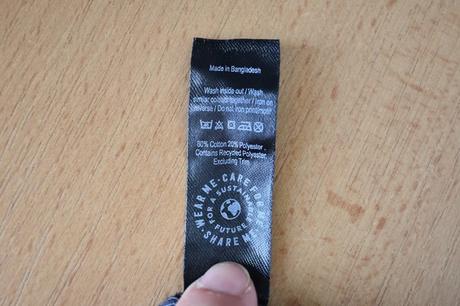 Made in Bangladesh
Wash inside out / Wash
similar colours together / Iron on
reverse / Do not iron print/motif
80% Cotton 20% Polyester.
Contains Recycled Polyester.
Excluding Trim
WEAR ME · CARE FOR ME · SHARE ME
FOR A SUSTAINABLE FUTURE